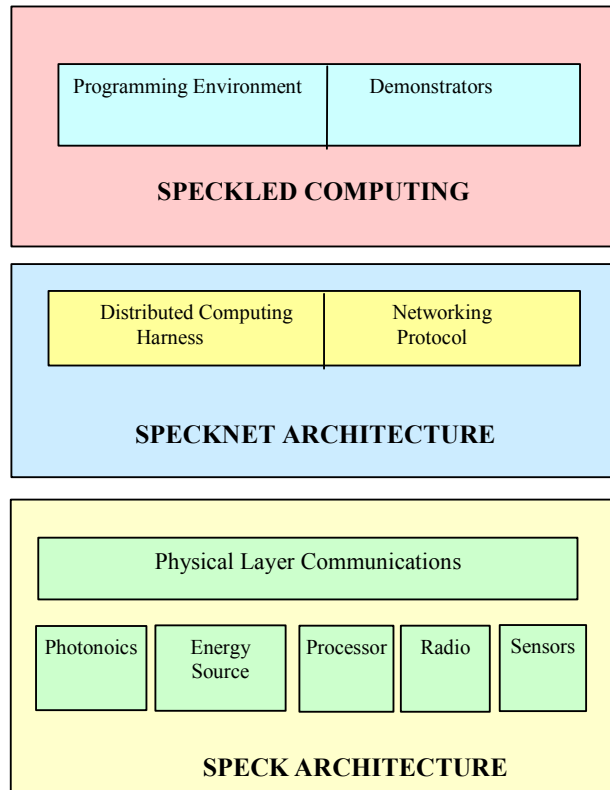 Programming Environment
Demonstrators
SPECKLED COMPUTING
Distributed Computing
Harness
Networking
Protocol
SPECKNET ARCHITECTURE
Physical Layer Communications
Photonoics
Energy
Source
Processor
Radio
Sensors
SPECK ARCHITECTURE